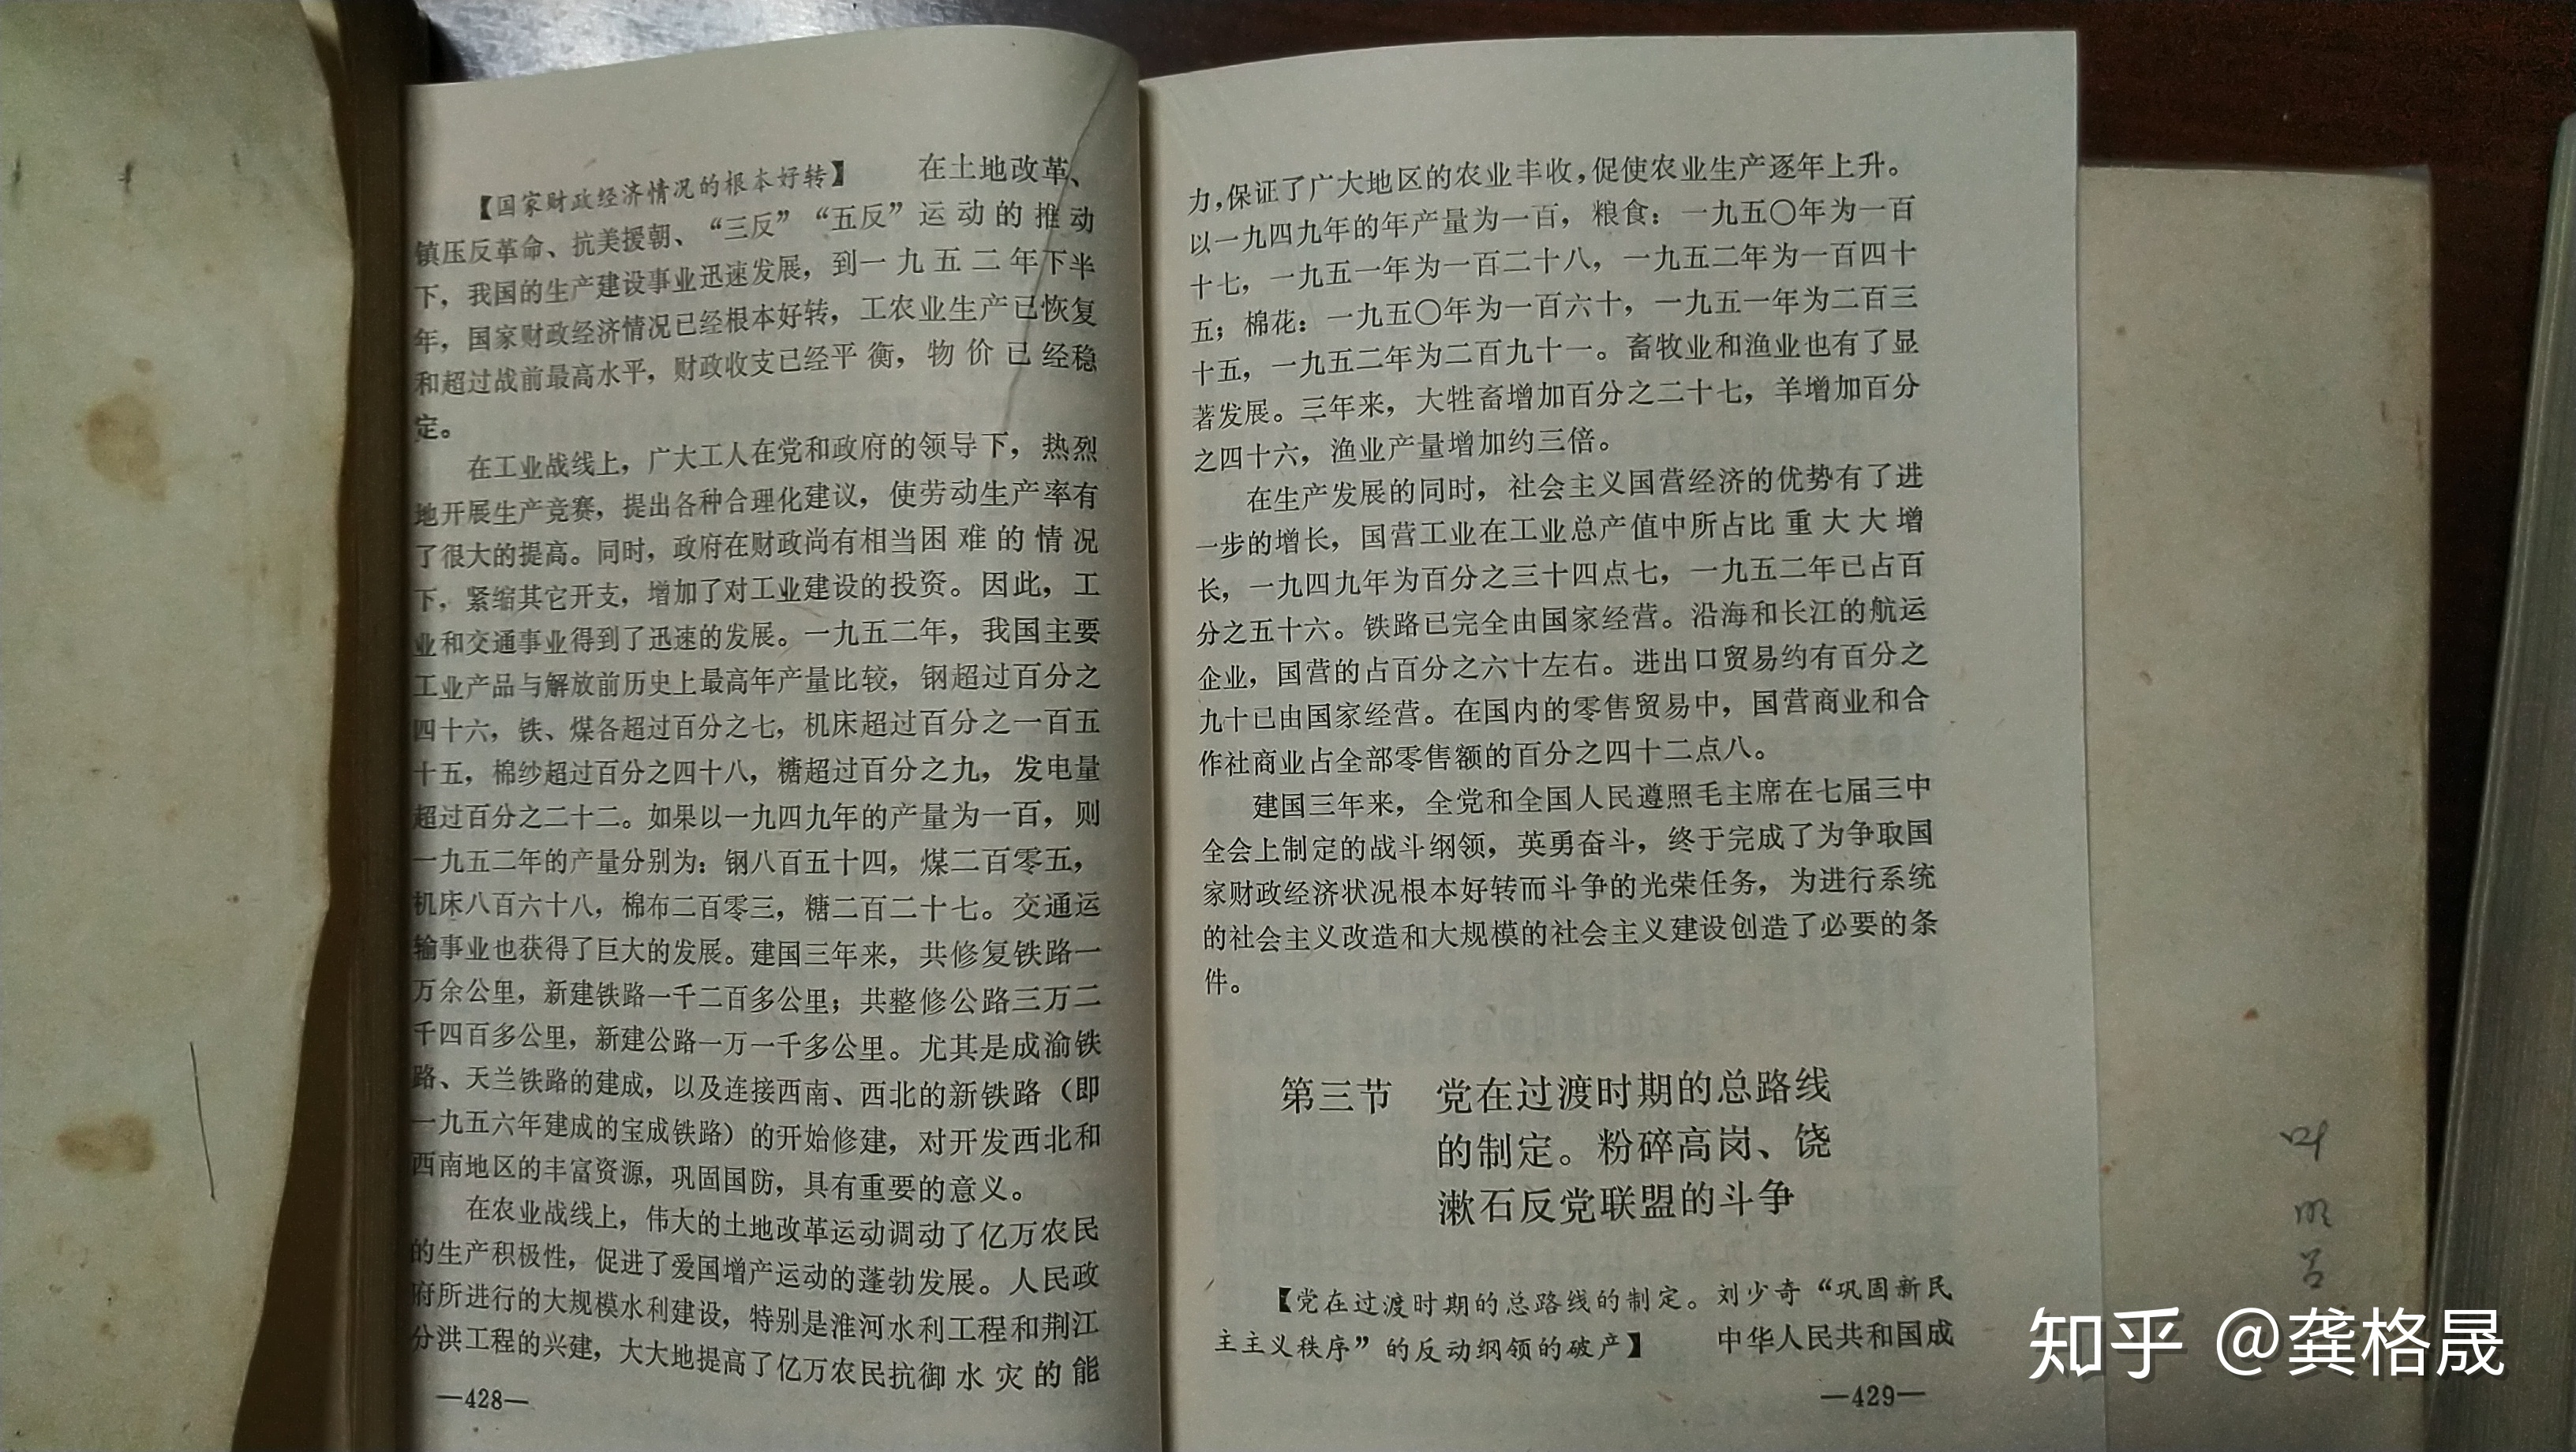 【国家财政经济情况的根本好转】 在土地改革、
镇压反革命、抗美援朝、“三反”“五反”运动的推动
下，我国的生产建设事业迅速发展，到一九五二年下半
年，国家财政经济情况已经根本好转，工农业生产已恢复
和超过战前最高水平，财政收支已经平衡，物价已经稳
定。
在工业战线上，广大工人在党和政府的领导下，热烈
地开展生产竞赛，提出各种合理化建议，使劳动生产率有
了很大的提高。同时，政府在财政尚有相当困难的情况
下，紧缩其它开支，增加了对工业建设的投资。因此，工
业和交通事业得到了迅速的发展。一九五二年，我国主要
工业产品与解放前历史上最高年产量比较，钢超过百分之
四十六，铁、煤各超过百分之七，机床超过百分之一百五
十五，棉纱超过百分之四十八，糖超过百分之九，发电量
超过百分之二十二。如果以一九四九年的产量为一百，则
一九五二年的产量分别为：钢八百五十四，煤二百零五，
机床八百六十八，棉布二百零三，糖二百二十七。交通运
输事业也获得了巨大的发展。建国三年来，共修复铁路一
万余公里，新建铁路一千二百多公里；共整修公路三万二
千四百多公里，新建公路一万一千多公里。尤其是成渝铁
路、天兰铁路的建成，以及连接西南、西北的新铁路（即
一九五六年建成的宝成铁路）的开始修建，对开发西北和
西南地区的丰富资源，巩固国防，具有重要的意义。
在农业战线上，伟大的土地改革运动调动了亿万农民
的生产积极性，促进了爱国增产运动的蓬勃发展。人民政
府所进行的大规模水利建设，特别是淮河水利工程和荆江
分洪工程的兴建，大大地提高了亿万农民抗御水灾的能
—428—
力，保证了广大地区的农业丰收，促使农业生产逐年上升。
以一九四九年的年产量为一百，粮食：一九五〇年为一百
十七，一九五一年为一百二十八，一九五二年为一百四十
五；棉花：一九五〇年为一百六十，一九五一年为二百三
十五，一九五二年为二百九十一。畜牧业和渔业也有了显
著发展。三年来，大牲畜增加百分之二十七，羊增加百分
之四十六，渔业产量增加约三倍。
在生产发展的同时，社会主义国营经济的优势有了进
一步的增长，国营工业在工业总产值中所占比重大大增
长，一九四九年为百分之三十四点七，一九五二年已占百
分之五十六。铁路已完全由国家经营。沿海和长江的航运
企业，国营的占百分之六十左右。进出口贸易约有百分之
九十已由国家经营。在国内的零售贸易中，国营商业和合
作社商业占全部零售额的百分之四十二点八。
建国三年来，全党和全国人民遵照毛主席在七届三中
全会上制定的战斗纲领，英勇奋斗，终于完成了为争取国
家财政经济状况根本好转而斗争的光荣任务，为进行系统
的社会主义改造和大规模的社会主义建设创造了必要的条
件。
第三节 党在过渡时期的总路线
的制定。粉碎高岗、饶
漱石反党联盟的斗争
【党在过渡时期的总路线的制定。刘少奇“巩固新民
主主义秩序”的反动纲领的破产】 中华人民共和国成
—429—
知乎 @龚格晟